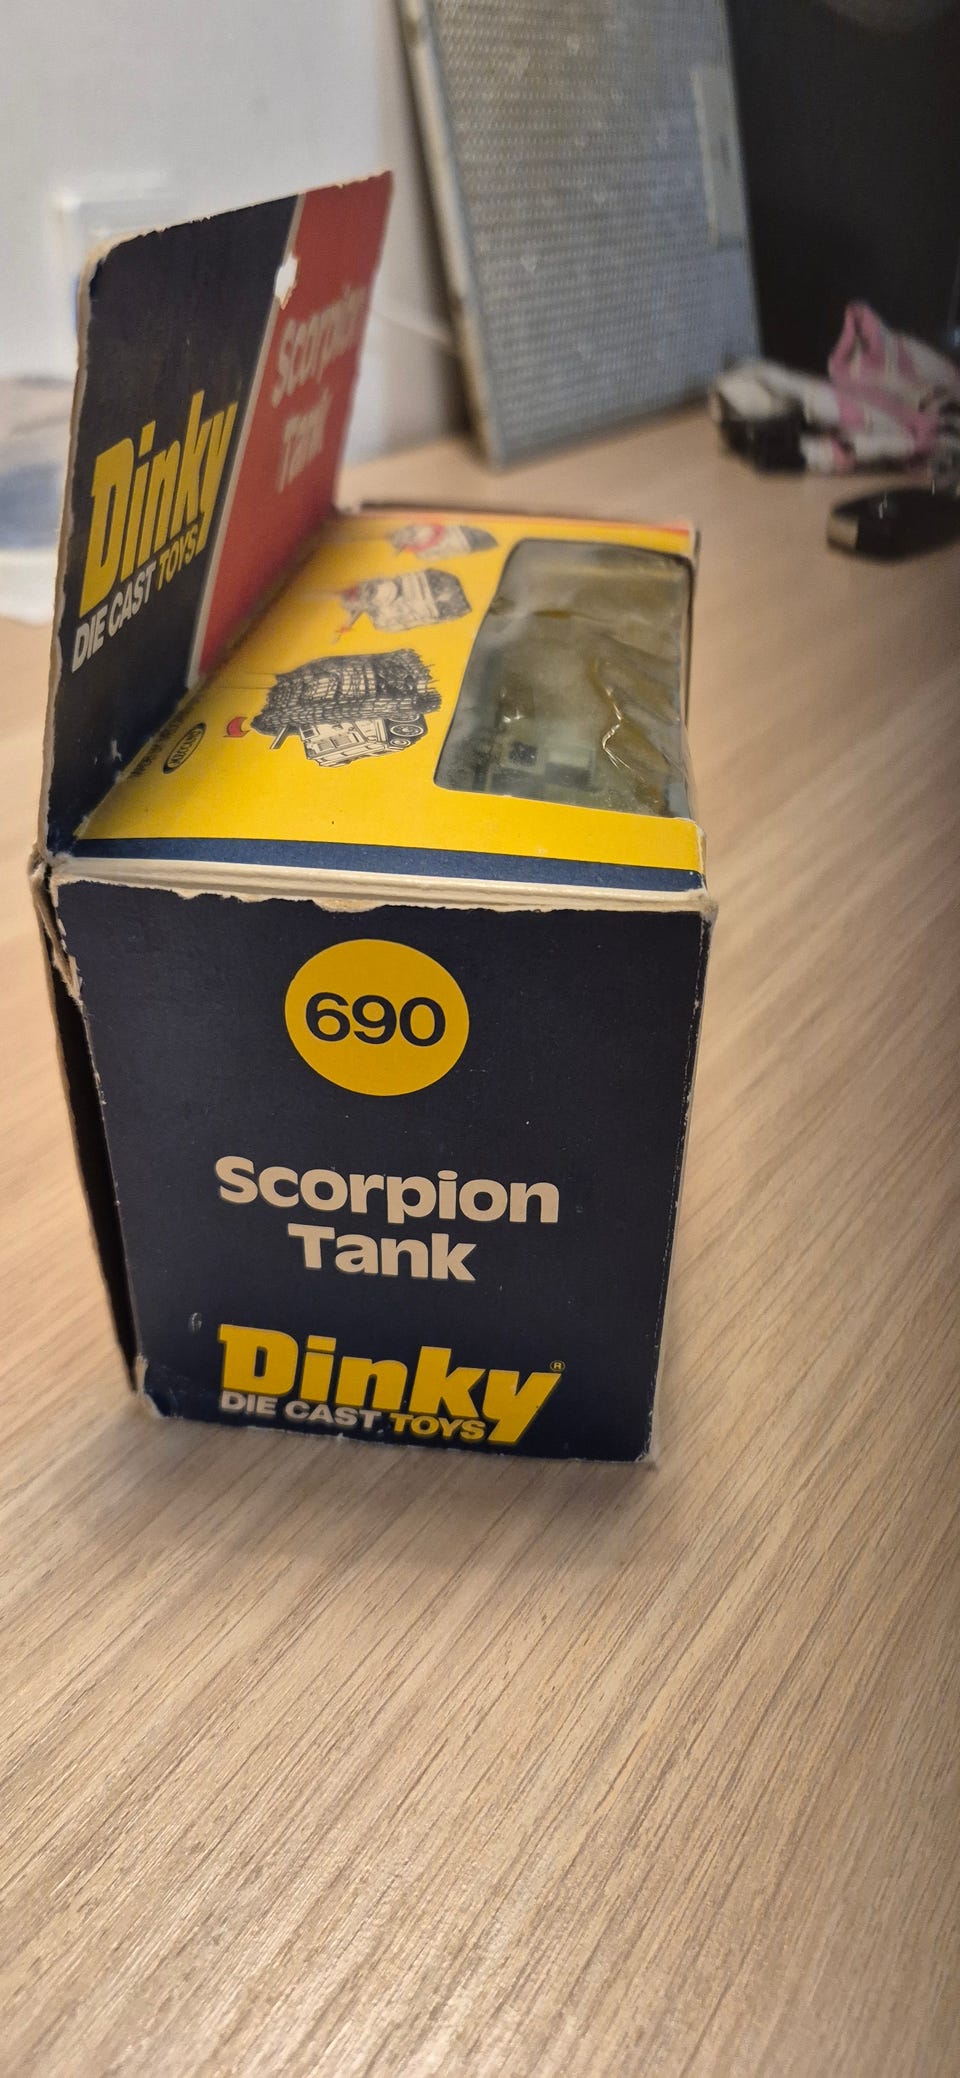 Scorpion
Tank
Dinky
DIE CAST TOYS
690
Scorpion
Tank
Dinky®
DIE CAST TOYS